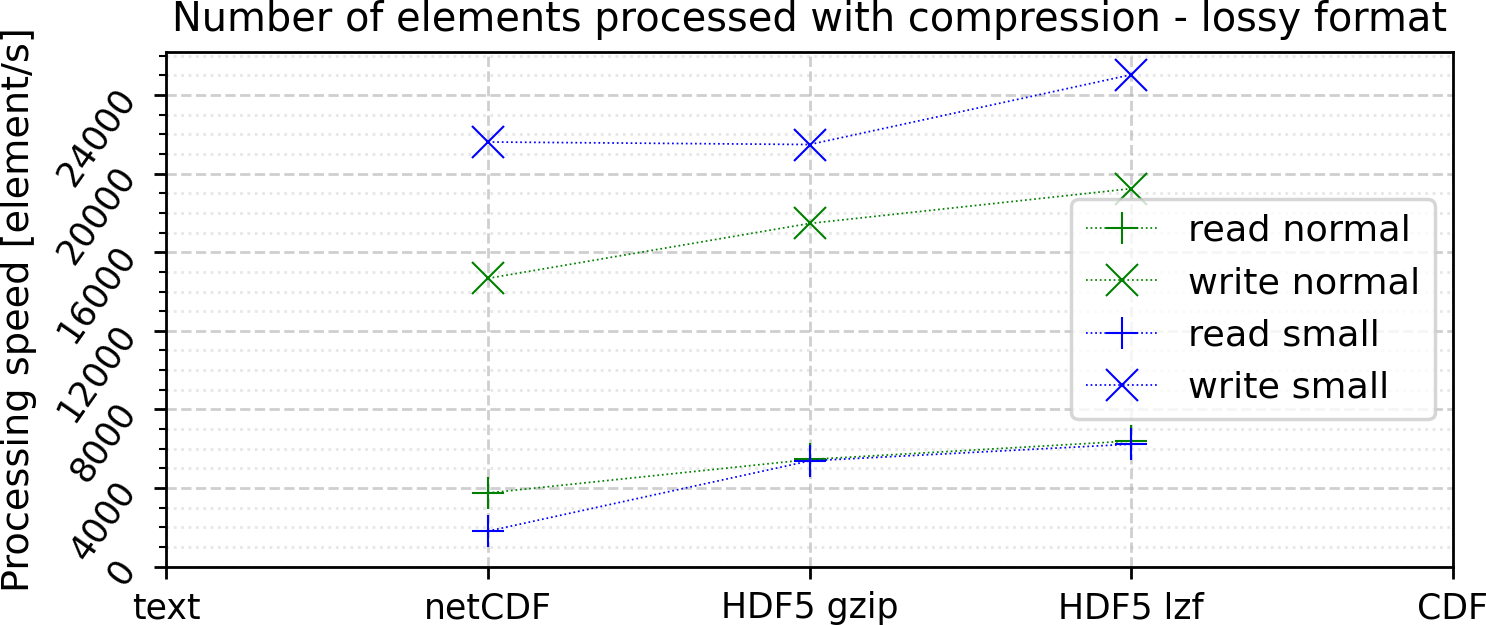 Number of elements processed with compression - lossy format
Processing speed [element/s]
24000
20000
16000
12000
8000
4000
0
read normal
write normal
read small
write small
text netCDF HDF5 gzip HDF5 lzf CDF